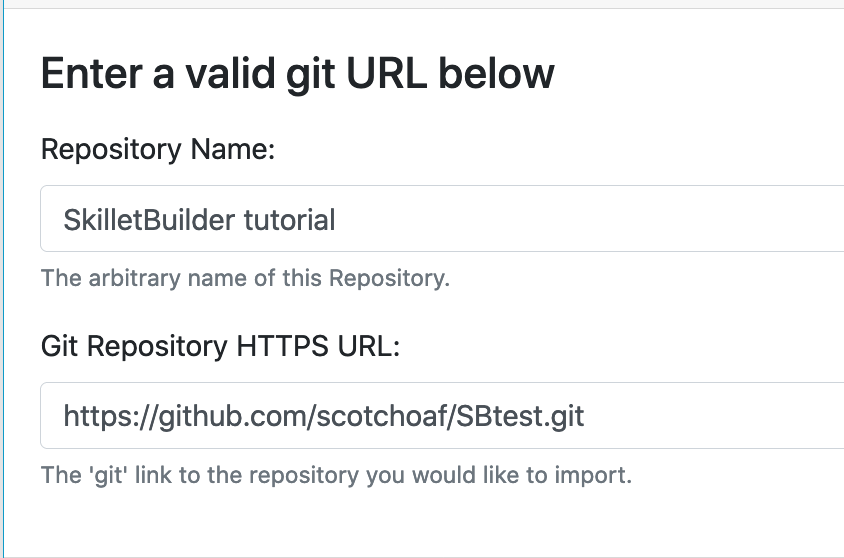 Enter a valid git URL below
Repository Name:
SkilletBuilder tutorial
The arbitrary name of this Repository.
Git Repository HTTPS URL:
https://github.com/scotchoaf/SBtest.git
The 'git' link to the repository you would like to import.